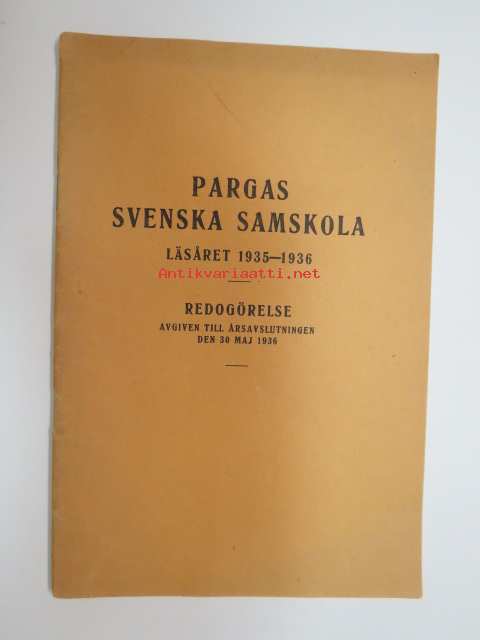 PARGAS
SVENSKA SAMSKOLA
LÄSÅRET 1935—1936
Antikvariaatti.net
REDOGÖRELSE
AVGIVEN TILL ÅRSAVSLUTNINGEN
DEN 30 MAJ 1936